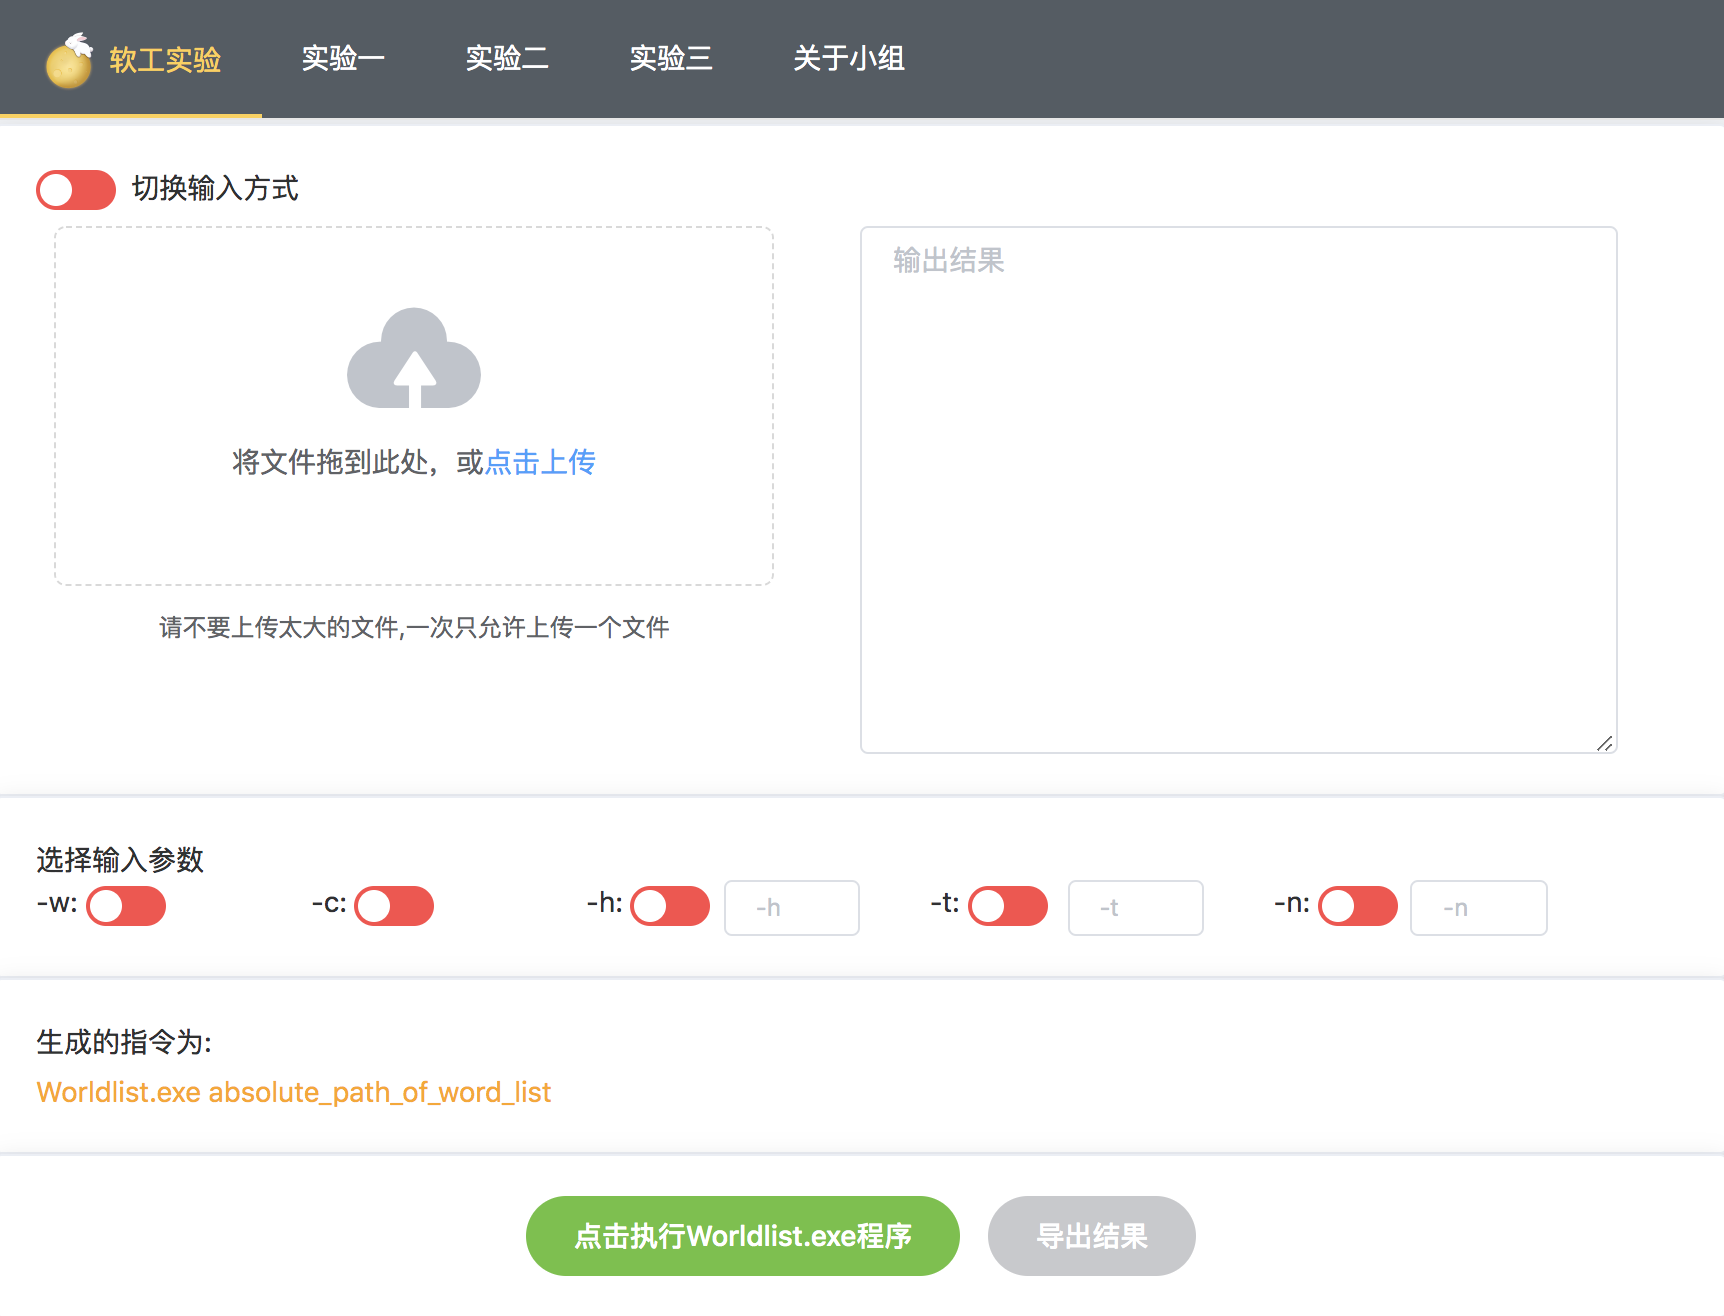 软工实验 实验一 实验二 实验三 关于小组
切换输入方式
输出结果
将文件拖到此处，或点击上传
请不要上传太大的文件,一次只允许上传一个文件
选择输入参数
-w: -c: -h: -h -t: -t -n: -n
生成的指令为:
Worldlist.exe absolute_path_of_word_list
点击执行Worldlist.exe程序 导出结果